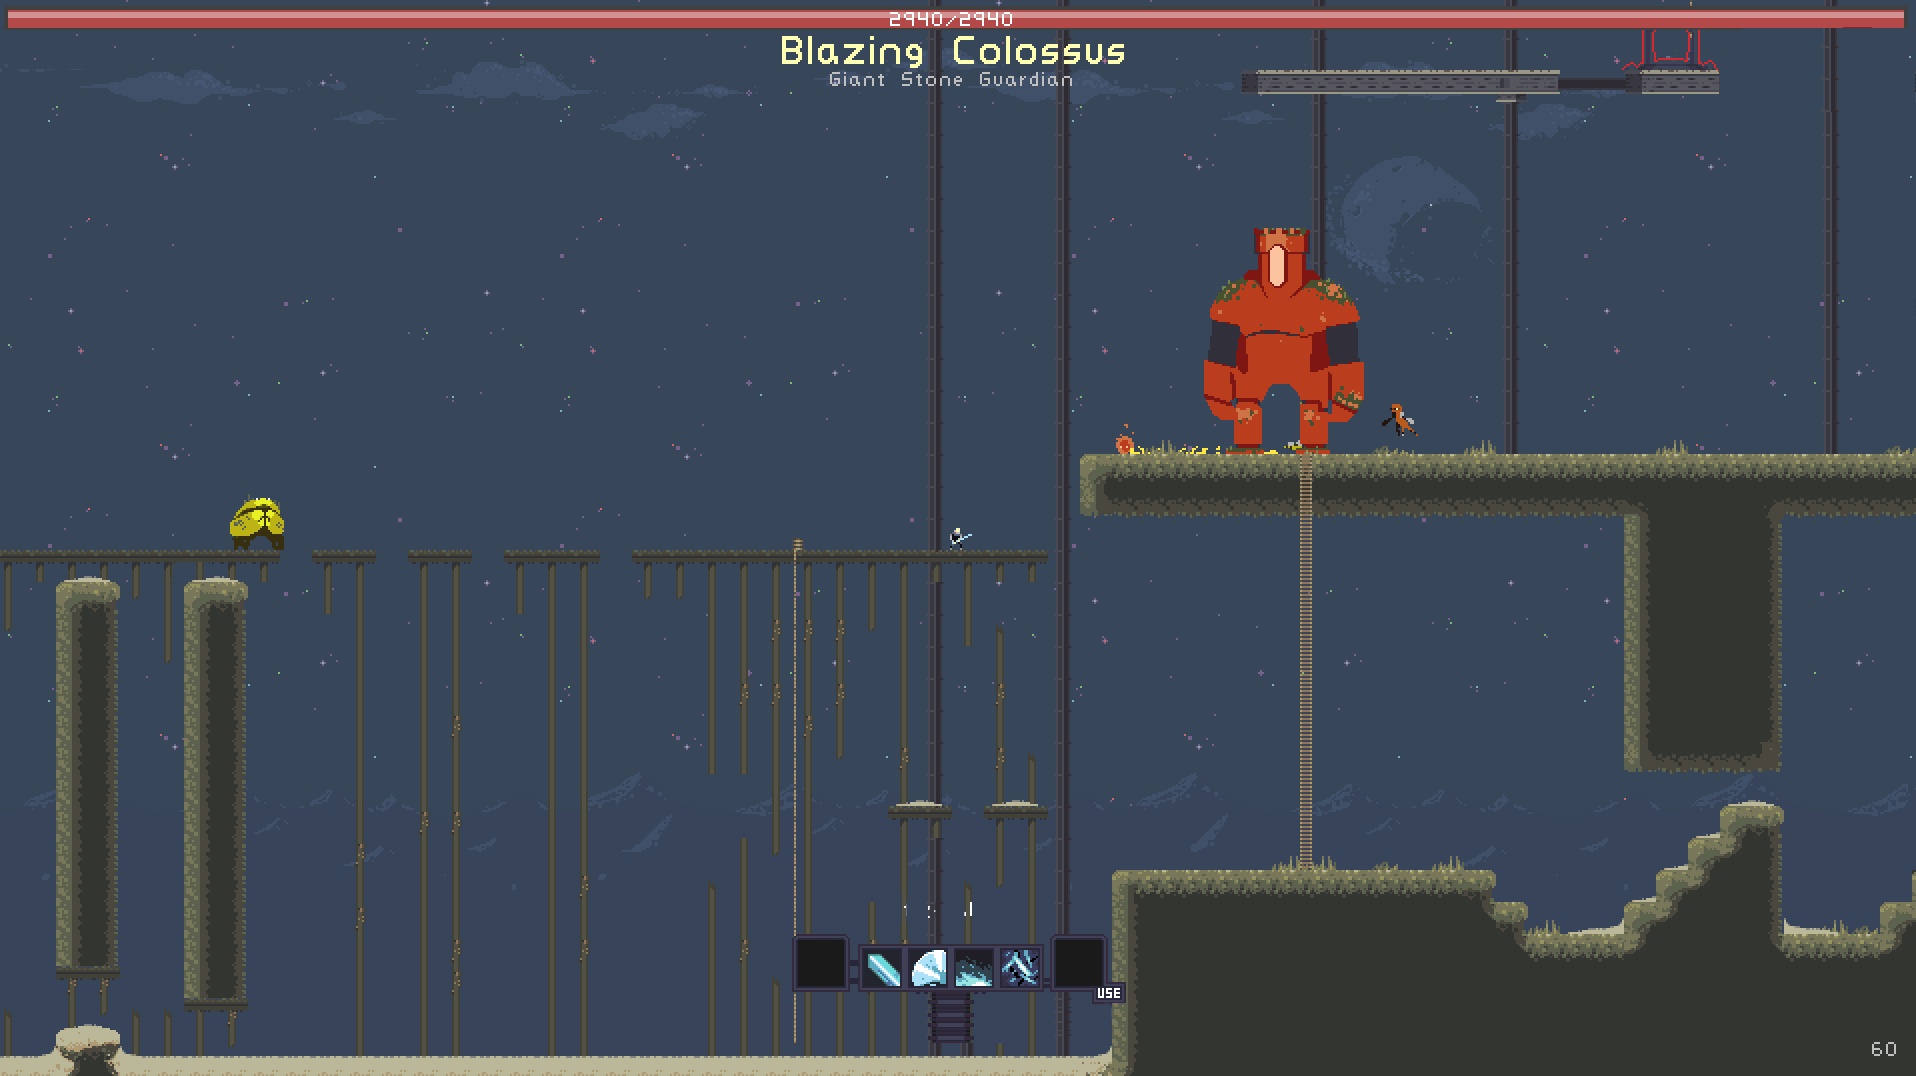 2940/2940
Blazing Colossus
Giant Stone Guardian
USE
60